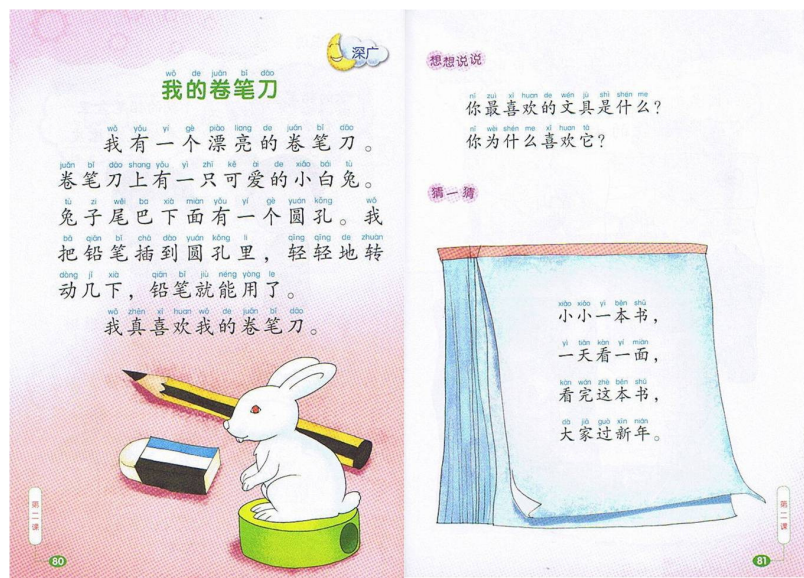 深广
wǒ de juǎn bǐ dāo
我的卷笔刀
wǒ yǒu yí gè piào liang de juǎn bǐ dāo
我有一个漂亮的卷笔刀。
juǎn bǐ dāo shang yǒu yì zhī kě ài de xiǎo bái tù
卷笔刀上有一只可爱的小白兔。
tù zi wěi ba xià miàn yǒu yí gè yuán kǒng wǒ
兔子尾巴下面有一个圆孔。我
bǎ qiān bǐ chā dào yuán kǒng li qīng qīng de zhuàn
把铅笔插到圆孔里，轻轻地转
dòng jǐ xià qiān bǐ jiù néng yòng le
动几下，铅笔就能用了。
wǒ zhēn xǐ huan wǒ de juǎn bǐ dāo
我真喜欢我的卷笔刀。
第二课
80
想想说说
nǐ zuì xǐ huan de wén jù shì shén me
你最喜欢的文具是什么？
nǐ wèi shén me xǐ huan tā
你为什么喜欢它？
猜一猜
xiǎo xiǎo yì běn shū
小小一本书，
yì tiān kàn yí miàn
一天看一面，
kàn wán zhè běn shū
看完这本书，
dà jiā guò xīn nián
大家过新年。
第二课
81